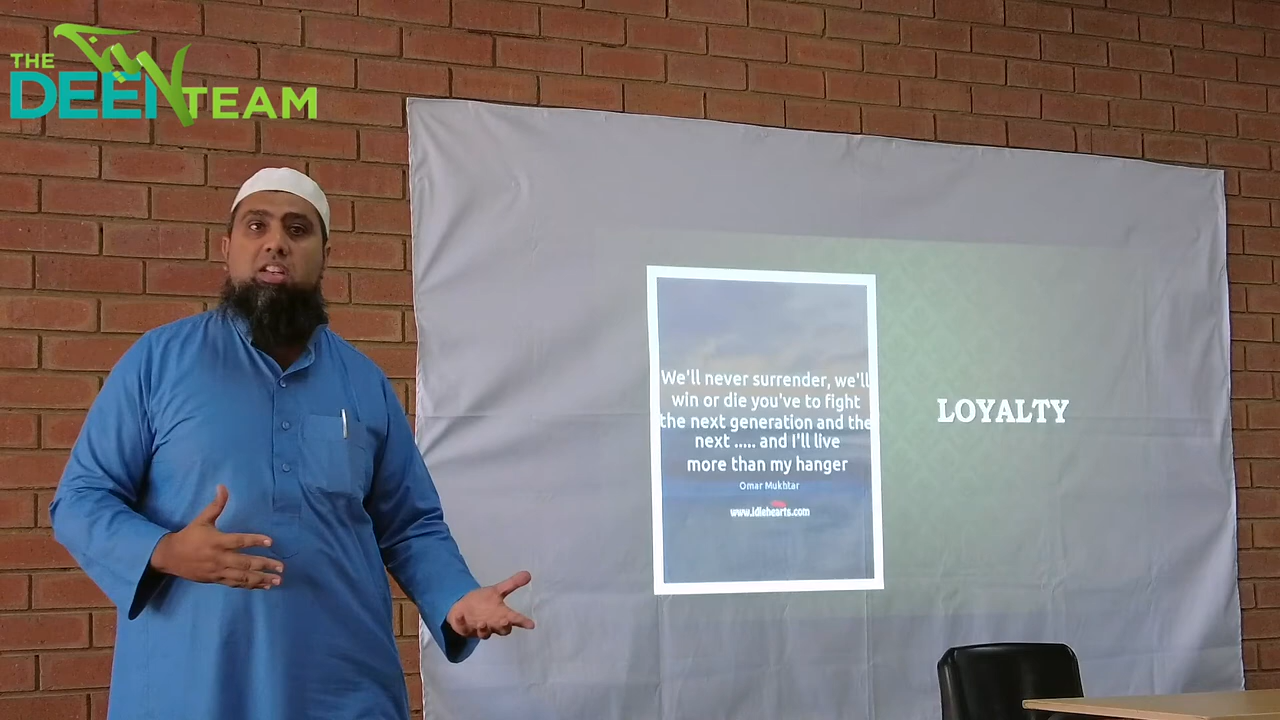 THE
DEEN TEAM
We'll never surrender, we'll
win or die you've to fight
the next generation and the
next ..... and I'll live
more than my hanger
Omar Mukhtar
www.idlehearts.com
LOYALTY